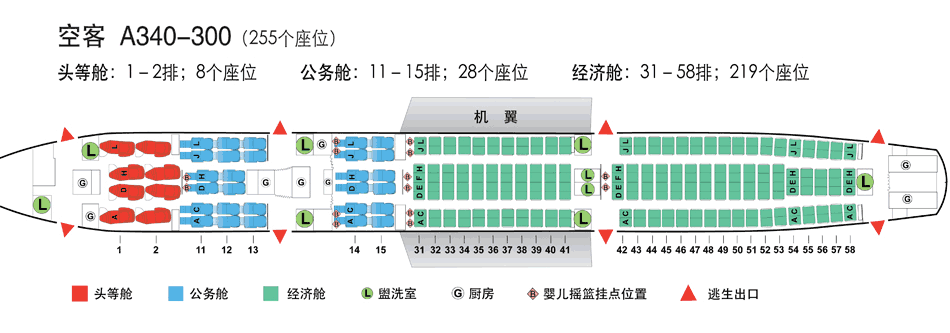 空客 A340-300（255个座位）
头等舱：1-2排；8个座位 公务舱：11-15排；28个座位 经济舱：31-58排；219个座位
机翼
L L G B B J L J L L J L J L G
D H G B B D H G G G D H B B D E F H L L B B D E F H D E H D E H L
L G A A C L G B B A C B B A C L A C A C A C G
1 2 11 12 13 14 15 31 32 33 34 35 36 37 38 39 40 41 42 43 44 45 46 47 48 49 50 51 52 53 54 55 56 57 58
头等舱 公务舱 经济舱 L 盥洗室 G 厨房 B 婴儿摇篮挂点位置 逃生出口